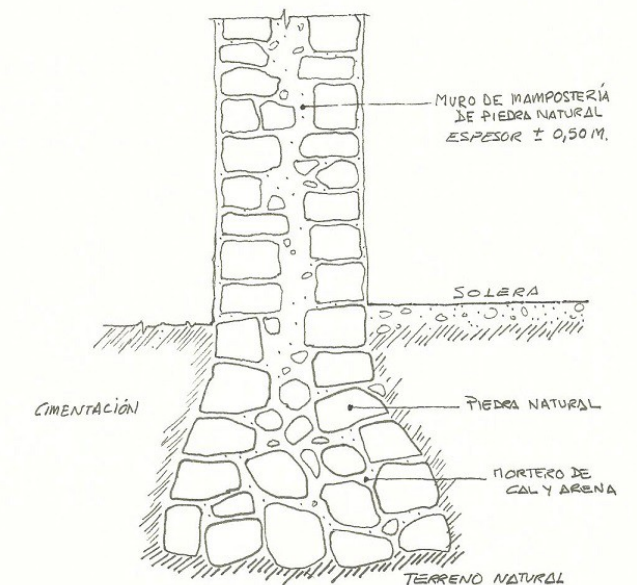 MURO DE MAMPOSTERÍA
DE PIEDRA NATURAL
ESPESOR ± 0,50 M.
SOLERA
CIMENTACIÓN
PIEDRA NATURAL
MORTERO DE
CAL Y ARENA
TERRENO NATURAL